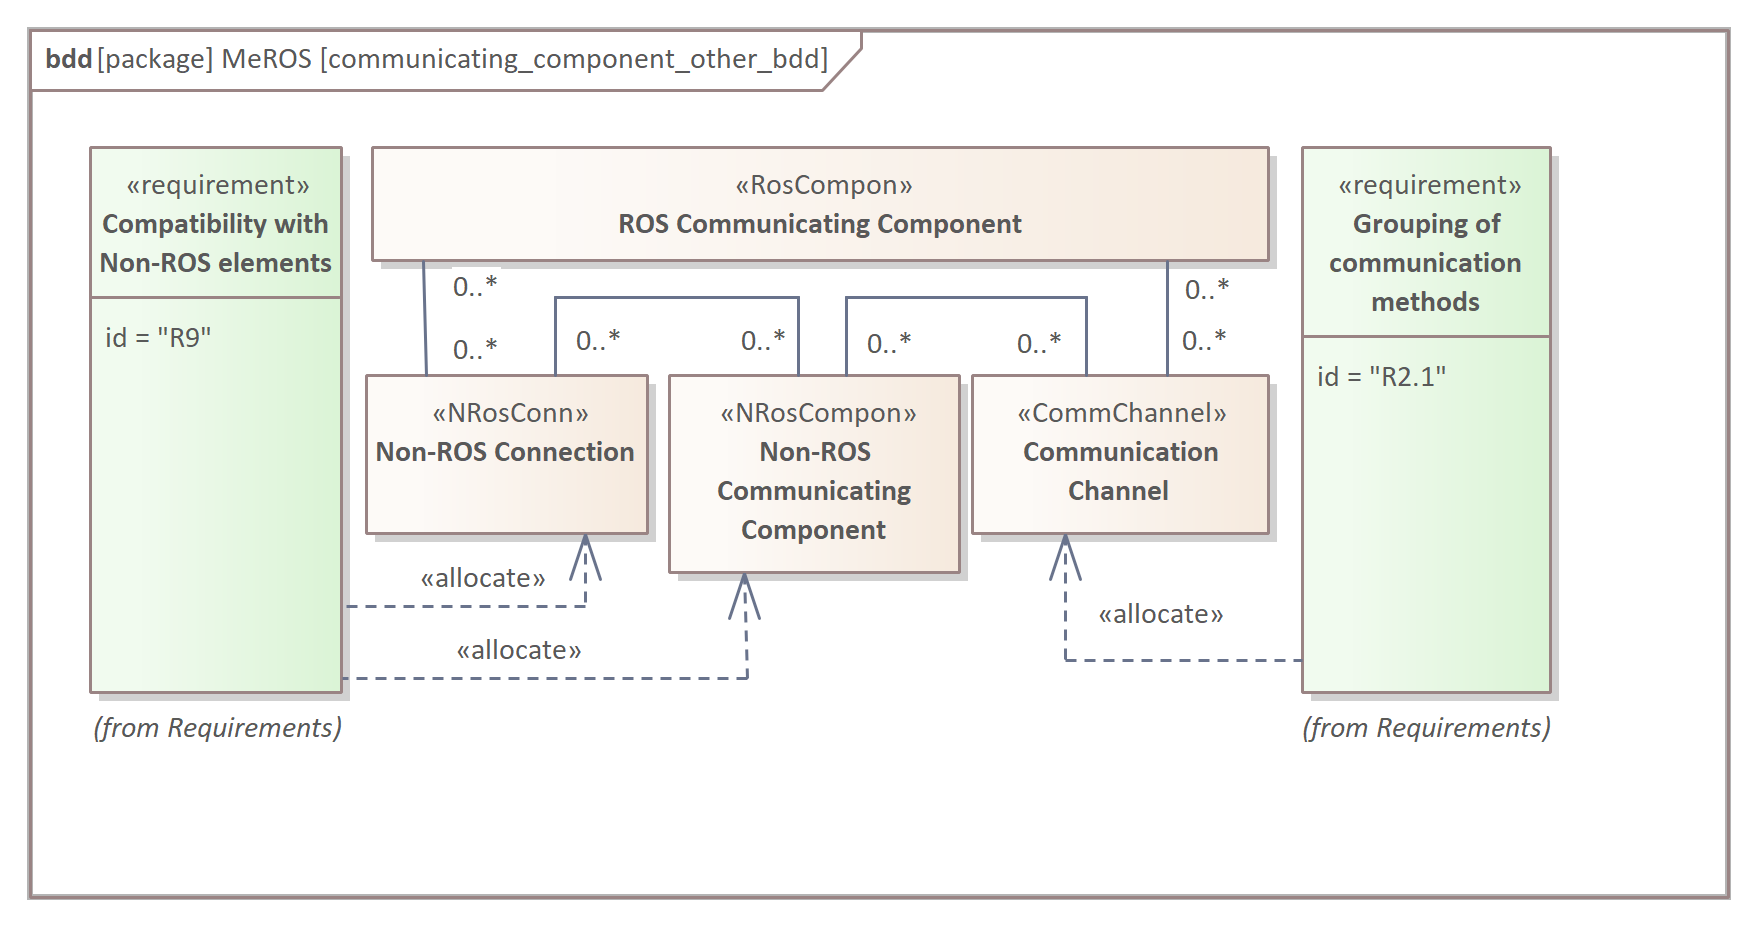 bdd [package] MeROS [communicating_component_other_bdd]
«requirement»
Compatibility with
Non-ROS elements
id = "R9"
(from Requirements)
«RosCompon»
ROS Communicating Component
0..*
0..*
0..*
0..*
0..*
0..*
0..*
0..*
«NRosConn»
Non-ROS Connection
«NRosCompon»
Non-ROS
Communicating
Component
«CommChannel»
Communication
Channel
«allocate»
«allocate»
«allocate»
«requirement»
Grouping of
communication
methods
id = "R2.1"
(from Requirements)